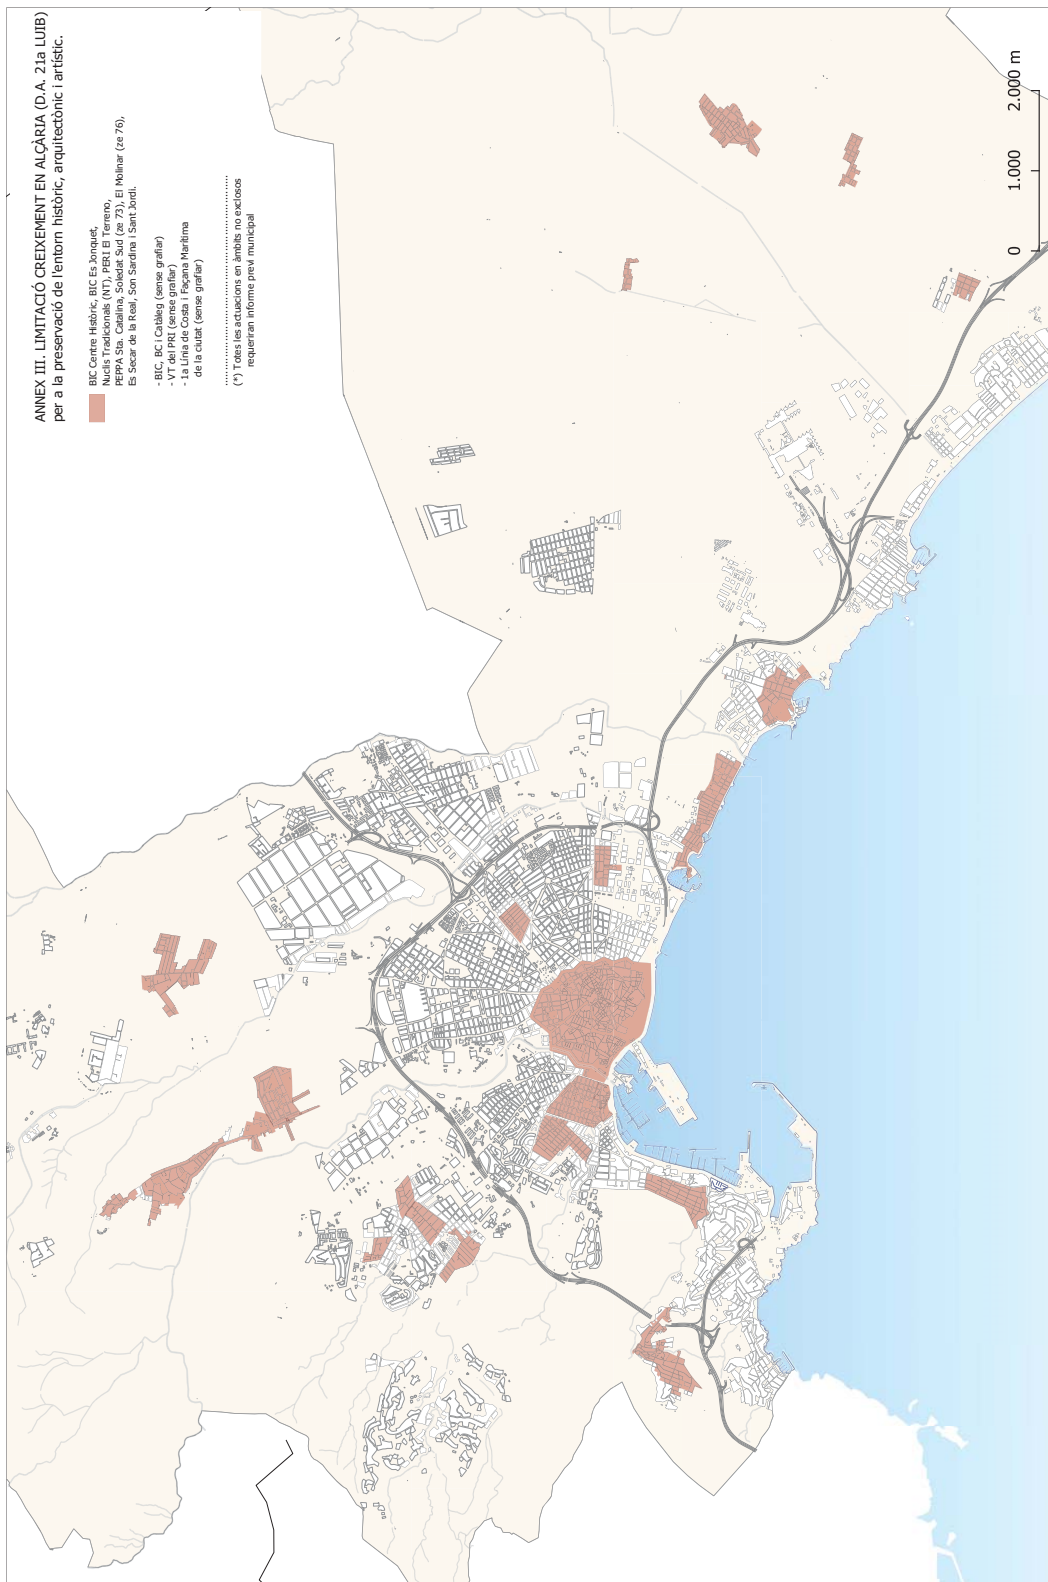 ANNEX III. LIMITACIÓ CREIXEMENT EN ALÇÀRIA (D.A. 21a LUIB)
per a la preservació de l'entorn històric, arquitectònic i artístic.
BIC Centre Històric, BIC Es Jonquet,
Nuclis Tradicionals (NT), PERI El Terreno,
PEPPA Sta. Catalina, Soledat Sud (ze 73), El Molinar (ze 76),
Es Secar de la Real, Son Sardina i Sant Jordi.
- BIC, BC i Catàleg (sense grafiar)
- VT del PRI (sense grafiar)
- 1a Línia de Costa i Façana Marítima
de la ciutat (sense grafiar)
(*) Totes les actuacions en àmbits no exclosos
requeriran informe previ municipal
0 1.000 2.000 m